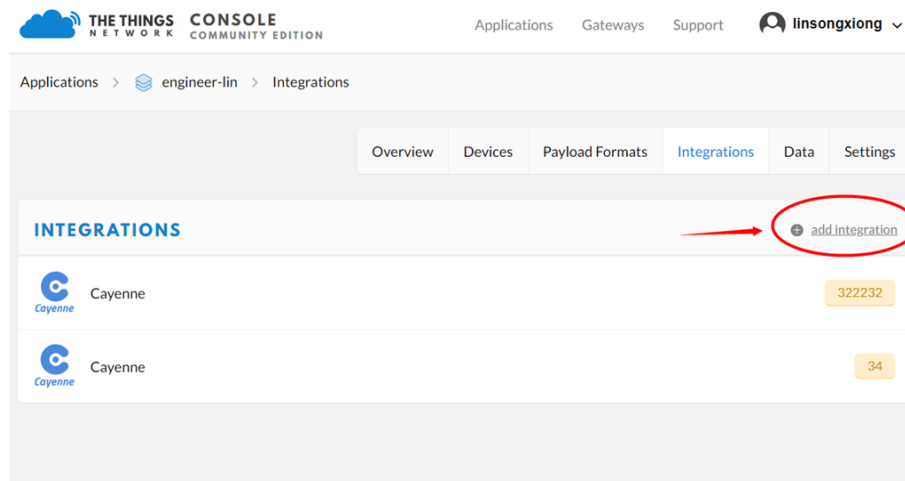 THE THINGS NETWORK CONSOLE COMMUNITY EDITION
Applications Gateways Support linsongxiong
Applications > engineer-lin > Integrations
Overview Devices Payload Formats Integrations Data Settings
INTEGRATIONS add integration
Cayenne Cayenne 322232
Cayenne Cayenne 34